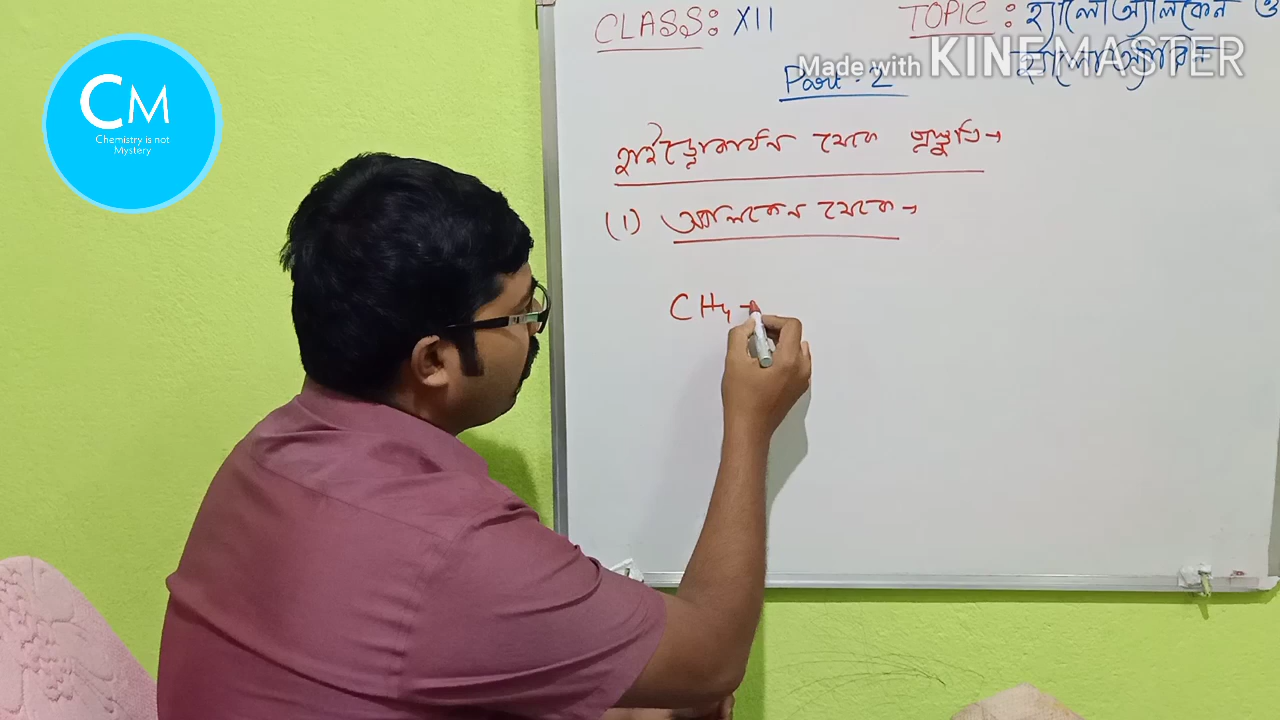 CM
Chemistry is not
Mystery
CLASS: XII
TOPIC: হ্যালোঅ্যালকেন ও
হ্যালোঅ্যারিন
Made with KINEMASTER
Part: 2
হাইড্রোকার্বন থেকে প্রস্তুতি→
(1) অ্যালকেন থেকে→
CH₄